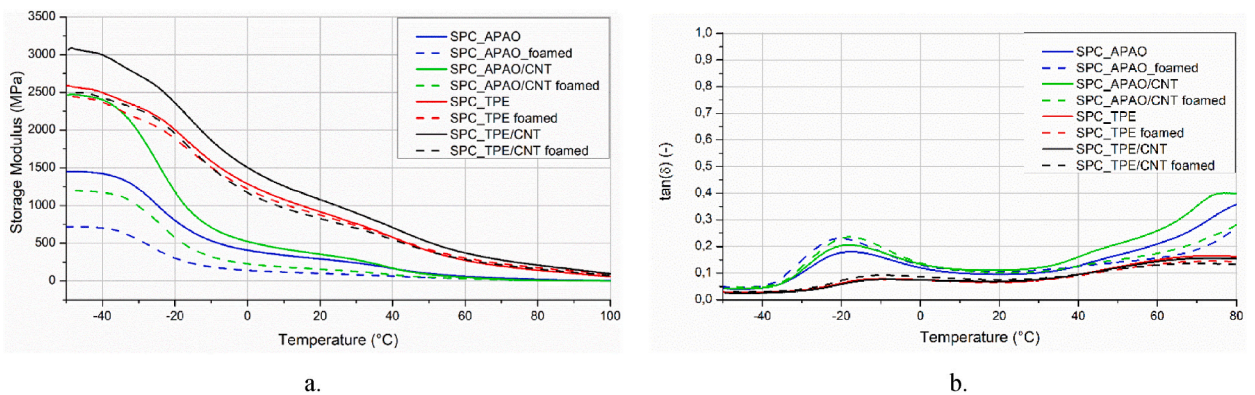 3500
3000
2500
2000
1500
1000
500
0
Storage Modulus (MPa)
-40 -20 0 20 40 60 80 100
Temperature (°C)
SPC_APAO
SPC_APAO_foamed
SPC_APAO/CNT
SPC_APAO/CNT foamed
SPC_TPE
SPC_TPE foamed
SPC_TPE/CNT
SPC_TPE/CNT foamed
a.
1,0
0,9
0,8
0,7
0,6
0,5
0,4
0,3
0,2
0,1
0,0
tan(δ) (-)
-40 -20 0 20 40 60 80
Temperature (°C)
SPC_APAO
SPC_APAO_foamed
SPC_APAO/CNT
SPC_APAO/CNT foamed
SPC_TPE
SPC_TPE foamed
SPC_TPE/CNT
SPC_TPE/CNT foamed
b.